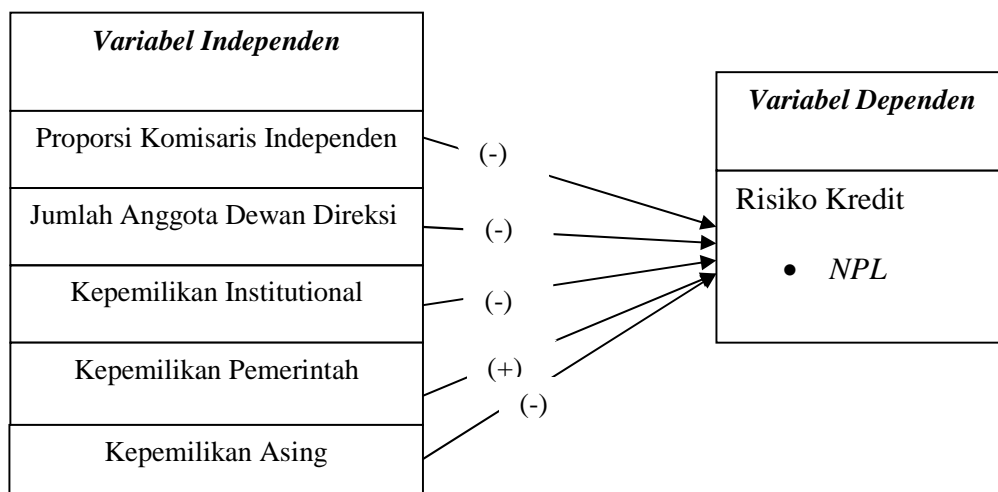 Variabel Independen
Proporsi Komisaris Independen
Jumlah Anggota Dewan Direksi
Kepemilikan Institutional
Kepemilikan Pemerintah
Kepemilikan Asing
(-)
(-)
(-)
(+)
(-)
Variabel Dependen
Risiko Kredit
• NPL